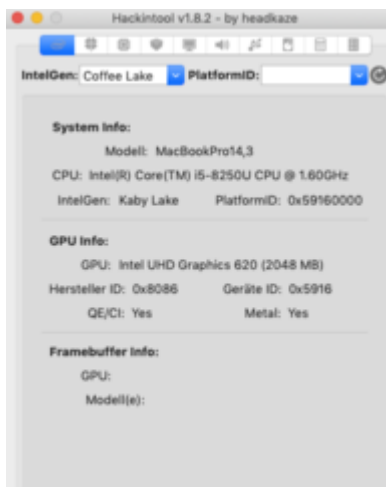 Hackintool v1.8.2 - by headkaze
IntelGen: Coffee Lake PlatformID:
System Info:
Modell: MacBookPro14,3
CPU: Intel(R) Core(TM) i5-8250U CPU @ 1.60GHz
IntelGen: Kaby Lake PlatformID: 0x59160000
GPU Info:
GPU: Intel UHD Graphics 620 (2048 MB)
Hersteller ID: 0x8086 Geräte ID: 0x5916
QE/CI: Yes Metal: Yes
Framebuffer Info:
GPU:
Modell(e):